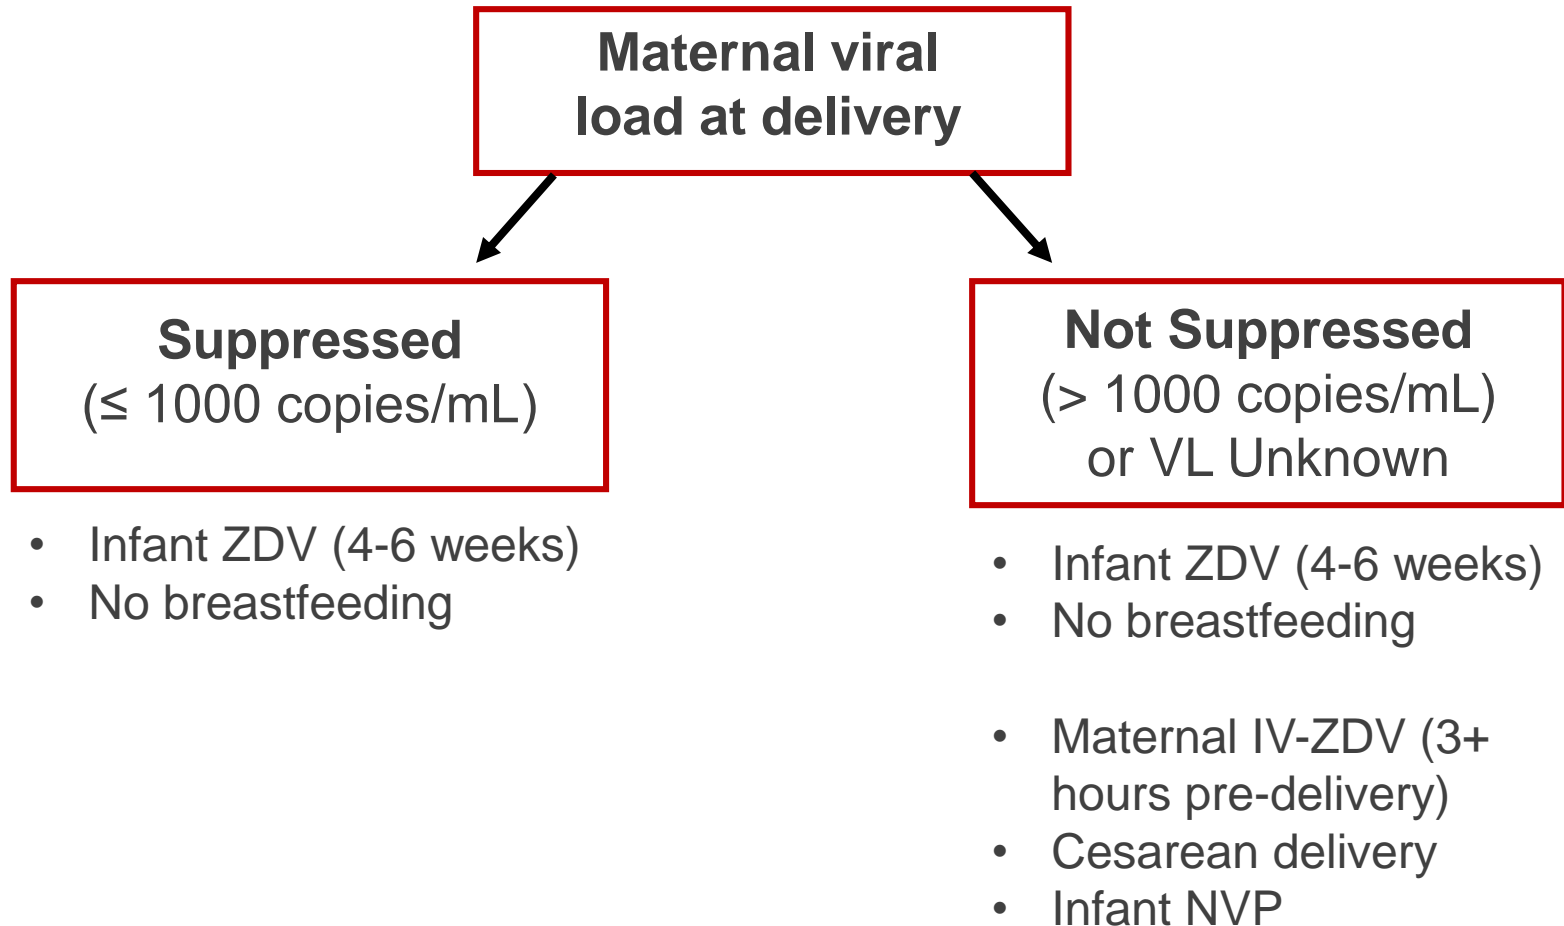 Maternal viral
load at delivery
Suppressed
(≤ 1000 copies/mL)
• Infant ZDV (4-6 weeks)
• No breastfeeding
Not Suppressed
(> 1000 copies/mL)
or VL Unknown
• Infant ZDV (4-6 weeks)
• No breastfeeding
• Maternal IV-ZDV (3+
hours pre-delivery)
• Cesarean delivery
• Infant NVP